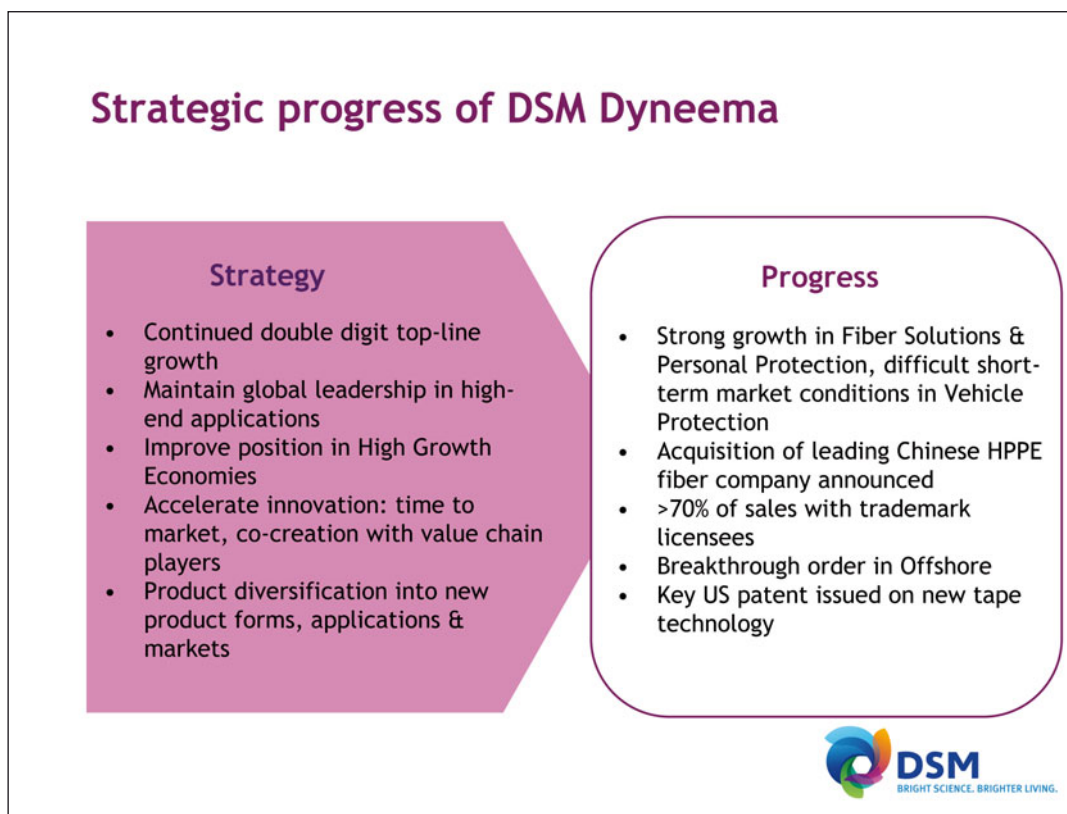 Strategic progress of DSM Dyneema
Strategy
• Continued double digit top-line
growth
• Maintain global leadership in high-
end applications
• Improve position in High Growth
Economies
• Accelerate innovation: time to
market, co-creation with value chain
players
• Product diversification into new
product forms, applications &
markets
Progress
• Strong growth in Fiber Solutions &
Personal Protection, difficult short-
term market conditions in Vehicle
Protection
• Acquisition of leading Chinese HPPE
fiber company announced
• >70% of sales with trademark
licensees
• Breakthrough order in Offshore
• Key US patent issued on new tape
technology
DSM
BRIGHT SCIENCE. BRIGHTER LIVING.